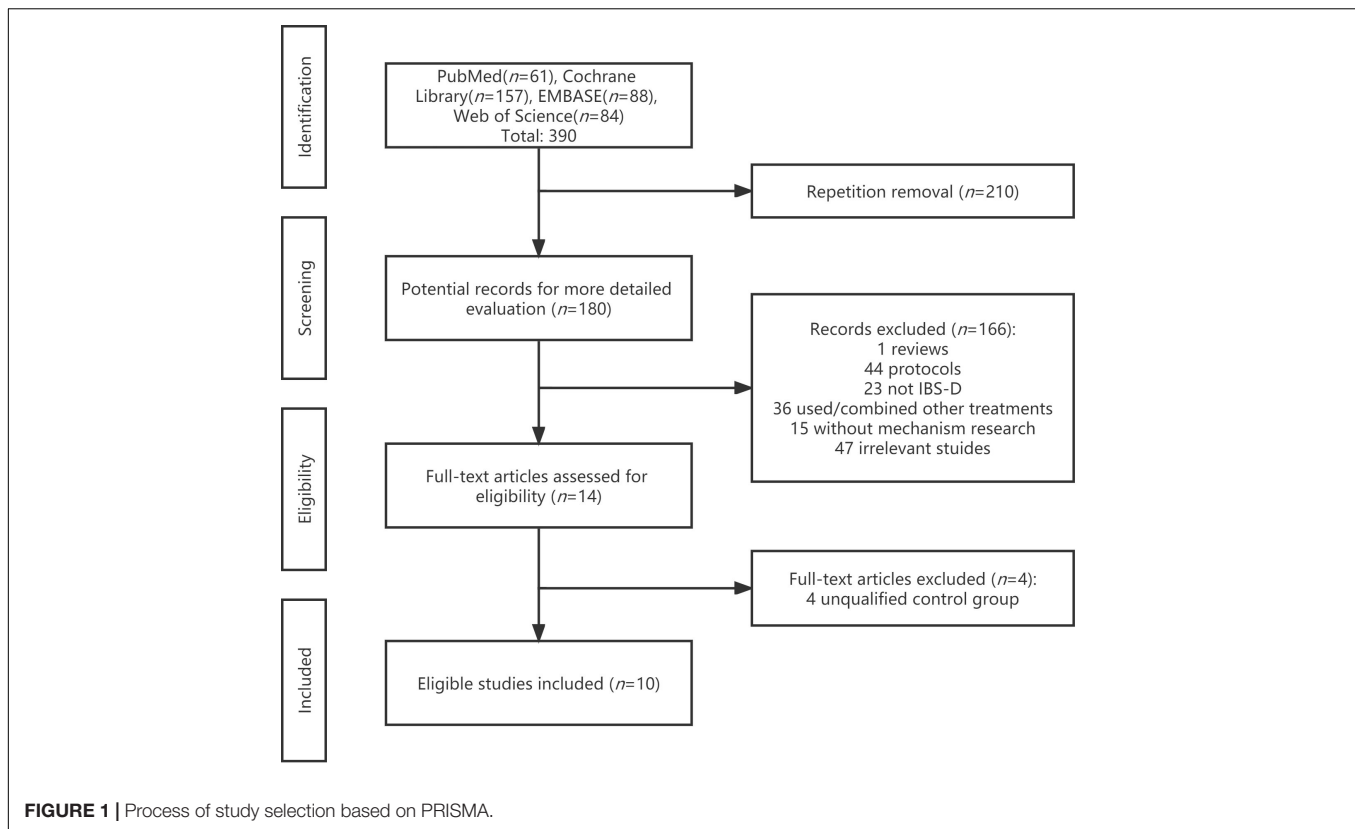 Identification
PubMed(n=61), Cochrane
Library(n=157), EMBASE(n=88),
Web of Science(n=84)
Total: 390
Repetition removal (n=210)
Screening
Potential records for more detailed
evaluation (n=180)
Records excluded (n=166):
1 reviews
44 protocols
23 not IBS-D
36 used/combined other treatments
15 without mechanism research
47 irrelevant stuides
Eligibility
Full-text articles assessed for
eligibility (n=14)
Full-text articles excluded (n=4):
4 unqualified control group
Included
Eligible studies included (n=10)
FIGURE 1 | Process of study selection based on PRISMA.